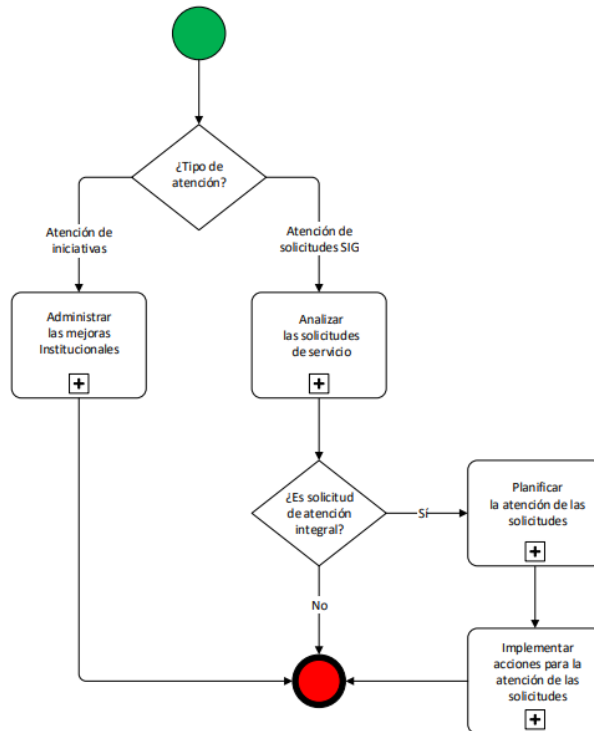 ¿Tipo de
atención?
Atención de
iniciativas
Atención de
solicitudes SIG
Administrar
las mejoras
Institucionales
Analizar
las solicitudes
de servicio
¿Es solicitud
de atención
integral?
Sí
Planificar
la atención de las
solicitudes
No
Implementar
acciones para la
atención de las
solicitudes